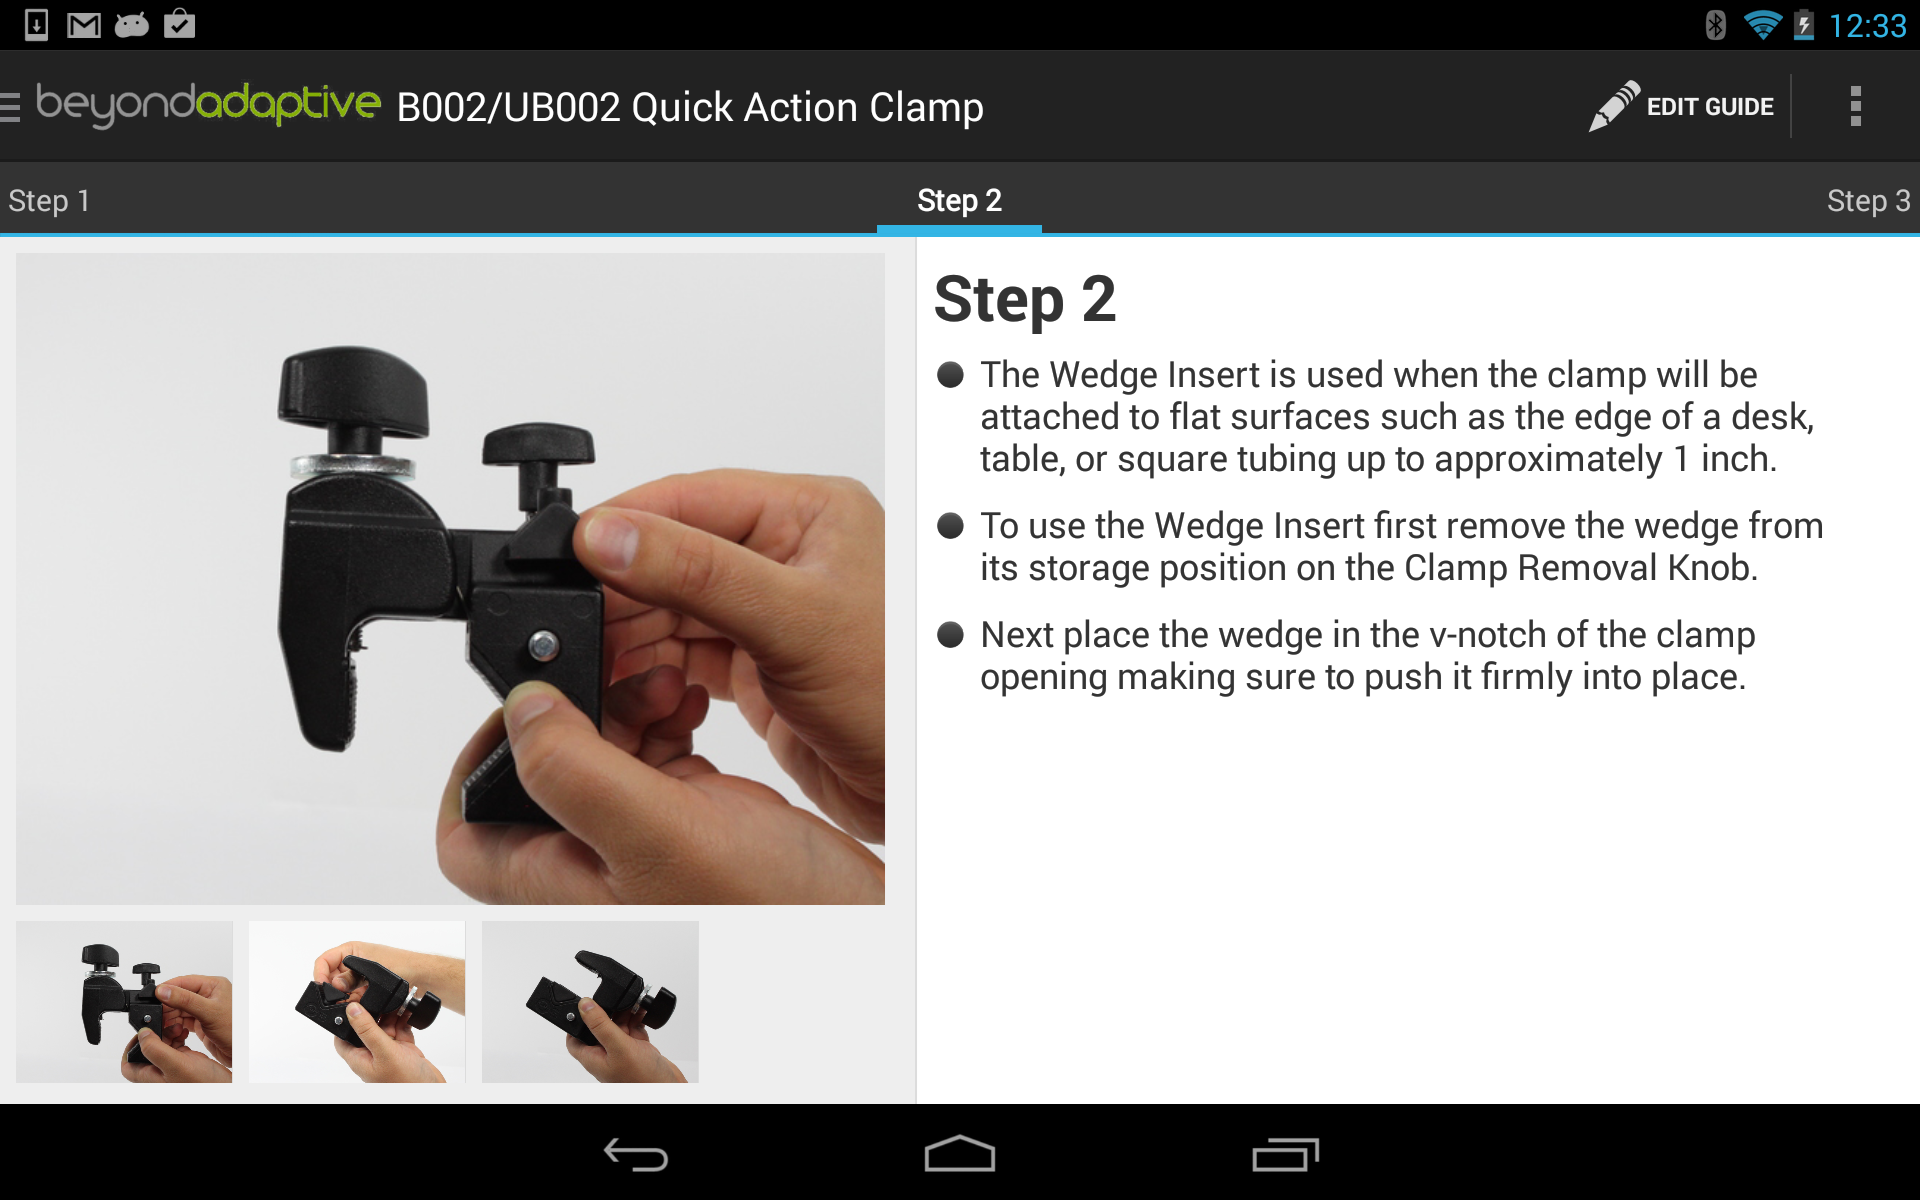 12:33
beyondadaptive B002/UB002 Quick Action Clamp
EDIT GUIDE
Step 1
Step 2
Step 3
Step 2
The Wedge Insert is used when the clamp will be
attached to flat surfaces such as the edge of a desk,
table, or square tubing up to approximately 1 inch.
To use the Wedge Insert first remove the wedge from
its storage position on the Clamp Removal Knob.
Next place the wedge in the v-notch of the clamp
opening making sure to push it firmly into place.